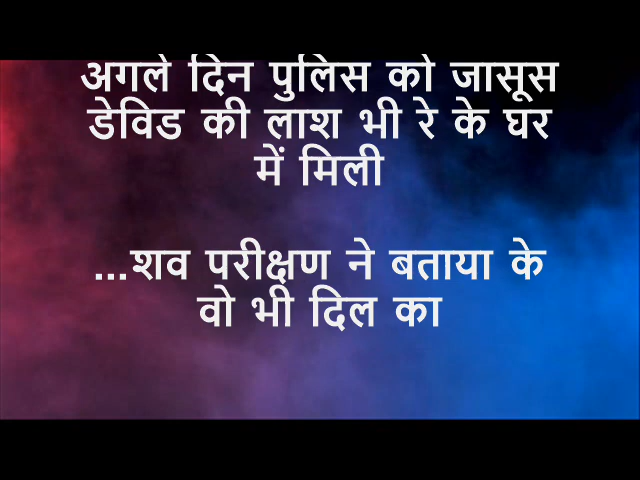 अगले दिन पुलिस को जासूस
डेविड की लाश भी रे के घर
में मिली
...शव परीक्षण ने बताया के
वो भी दिल का